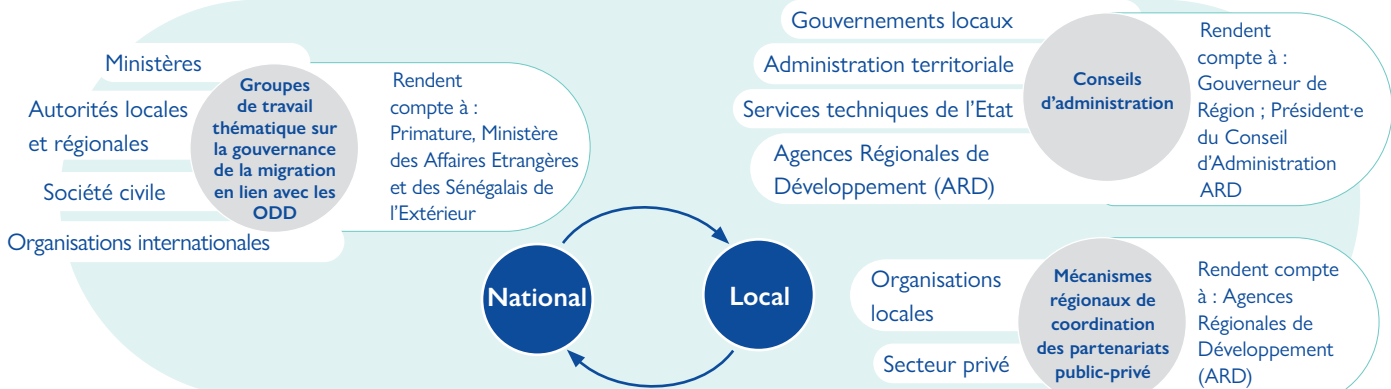 Ministères
Autorités locales
et régionales
Société civile
Organisations internationales
Groupes
de travail
thématique sur
la gouvernance
de la migration
en lien avec les
ODD
Rendent
compte à :
Primature, Ministère
des Affaires Etrangères
et des Sénégalais de
l’Extérieur
National
Local
Gouvernements locaux
Administration territoriale
Services techniques de l’Etat
Agences Régionales de
Développement (ARD)
Conseils
d’administration
Rendent
compte à :
Gouverneur de
Région ; Président·e
du Conseil
d’Administration
ARD
Organisations
locales
Secteur privé
Mécanismes
régionaux de
coordination
des partenariats
public-privé
Rendent compte
à : Agences
Régionales de
Développement
(ARD)